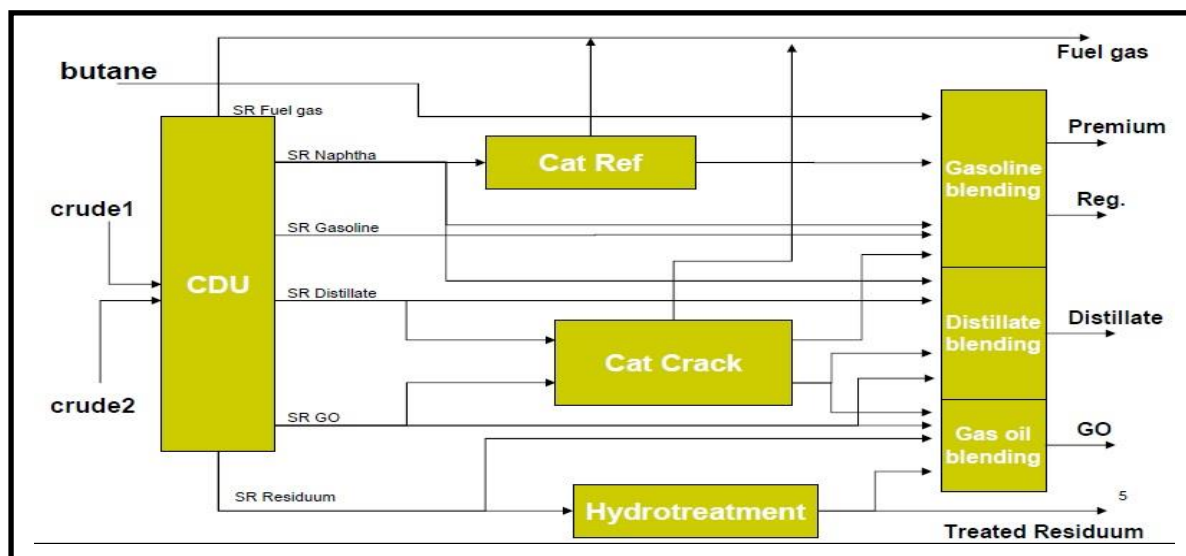 Fuel gas
butane
SR Fuel gas
Premium
SR Naphtha
Cat Ref
Gasoline
blending
crude1
Reg.
SR Gasoline
CDU
SR Distillate
Distillate
Distillate
blending
Cat Crack
crude2
SR GO
GO
Gas oil
blending
SR Residuum
Hydrotreatment
5
Treated Residuum